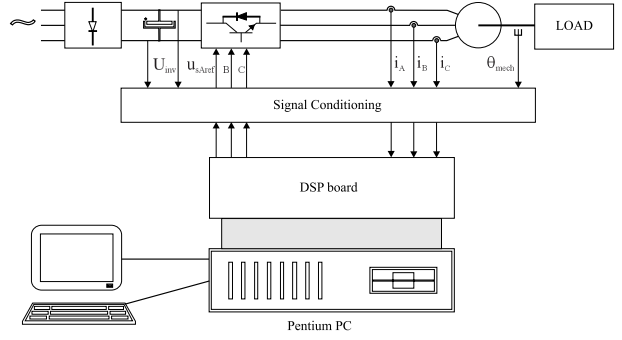 LOAD
U_inv u_sAref B C i_A i_B i_C θ_mech
Signal Conditioning
DSP board
Pentium PC